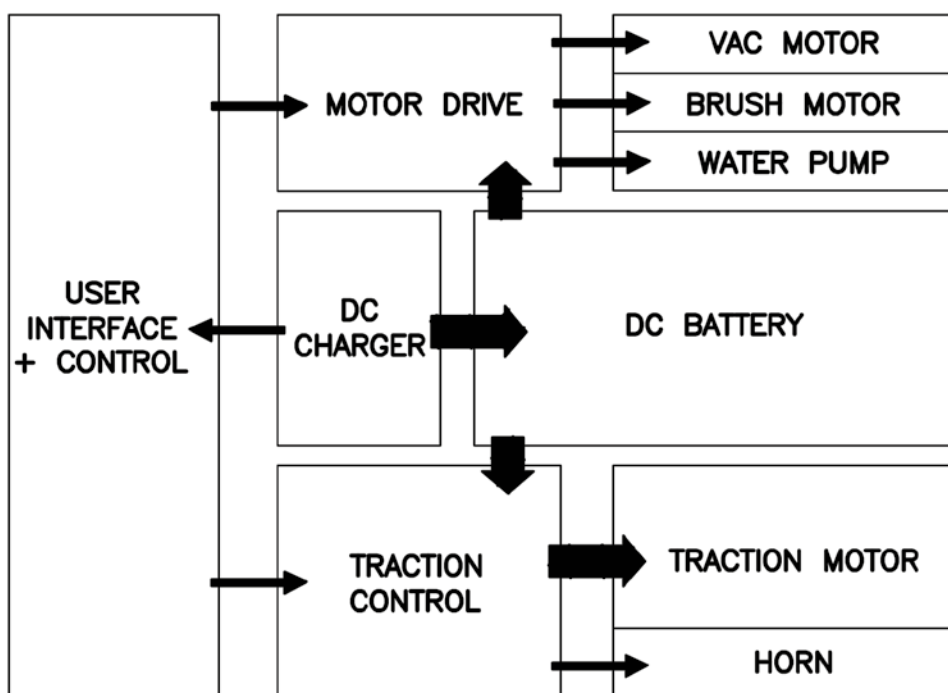 VAC MOTOR
MOTOR DRIVE
BRUSH MOTOR
WATER PUMP
USER
INTERFACE
+ CONTROL
DC
CHARGER
DC BATTERY
TRACTION
CONTROL
TRACTION MOTOR
HORN